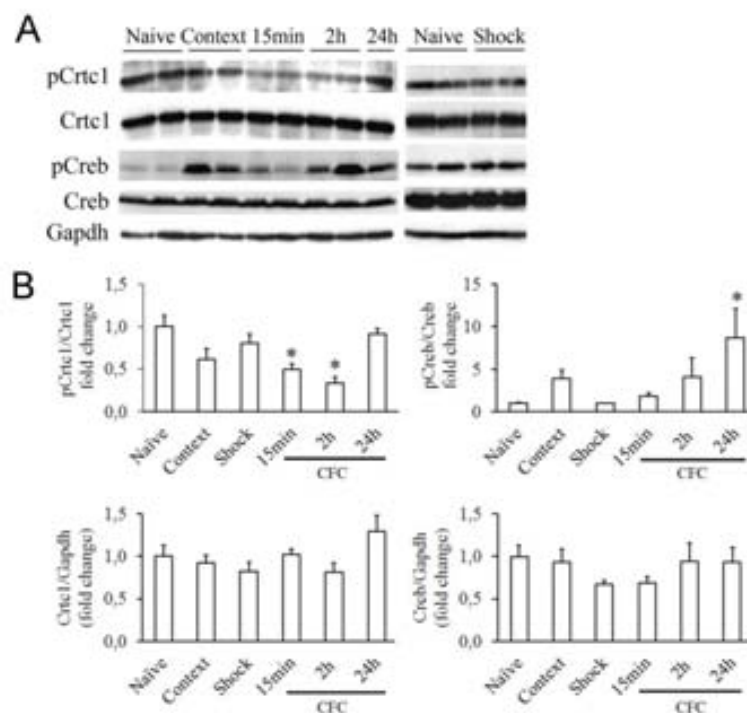 A
Naive Context 15min 2h 24h Naive Shock
pCrtc1
Crtc1
pCreb
Creb
Gapdh
B
pCrtc1/Crtc1
fold change
1,5
1,0
0,5
0,0
Naïve
Context
Shock
15min
2h
24h
CFC
pCreb/Creb
fold change
15
10
5
0
*
*
*
Naïve
Context
Shock
15min
2h
24h
CFC
Crtc1/Gapdh
(fold change)
1,5
1,0
0,5
0,0
Naïve
Context
Shock
15min
2h
24h
CFC
Creb/Gapdh
(fold change)
1,5
1,0
0,5
0,0
Naïve
Context
Shock
15min
2h
24h
CFC